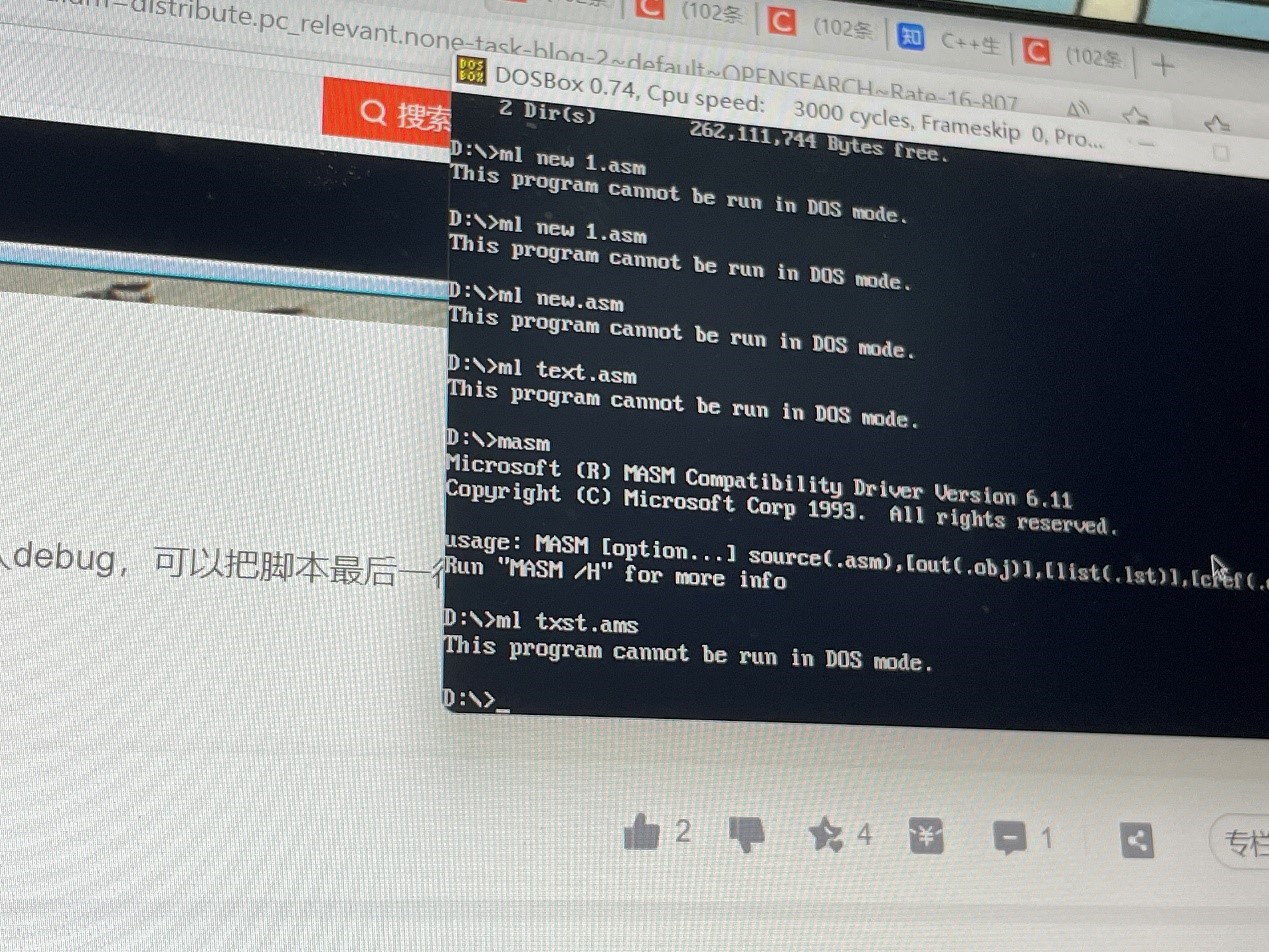 distribute.pc_relevant.none-task-blog-2~default~OPENSEARCH~Rate-16-807
(102条
(102条
知 C++生
(102条
搜索
DOS BOX
DOSBox 0.74, Cpu speed: 3000 cycles, Frameskip 0, Pro...
2 Dir(s) 262,111,744 Bytes free.
D:\>ml new 1.asm
This program cannot be run in DOS mode.
D:\>ml new 1.asm
This program cannot be run in DOS mode.
D:\>ml new.asm
This program cannot be run in DOS mode.
D:\>ml text.asm
This program cannot be run in DOS mode.
D:\>masm
Microsoft (R) MASM Compatibility Driver Version 6.11
Copyright (C) Microsoft Corp 1993. All rights reserved.
usage: MASM [option...] source(.asm),[out(.obj)],[list(.lst)],[cref(.
Run "MASM /H" for more info
D:\>ml txst.ams
This program cannot be run in DOS mode.
D:\>_
debug，可以把脚本最后一
2
4
1
专栏